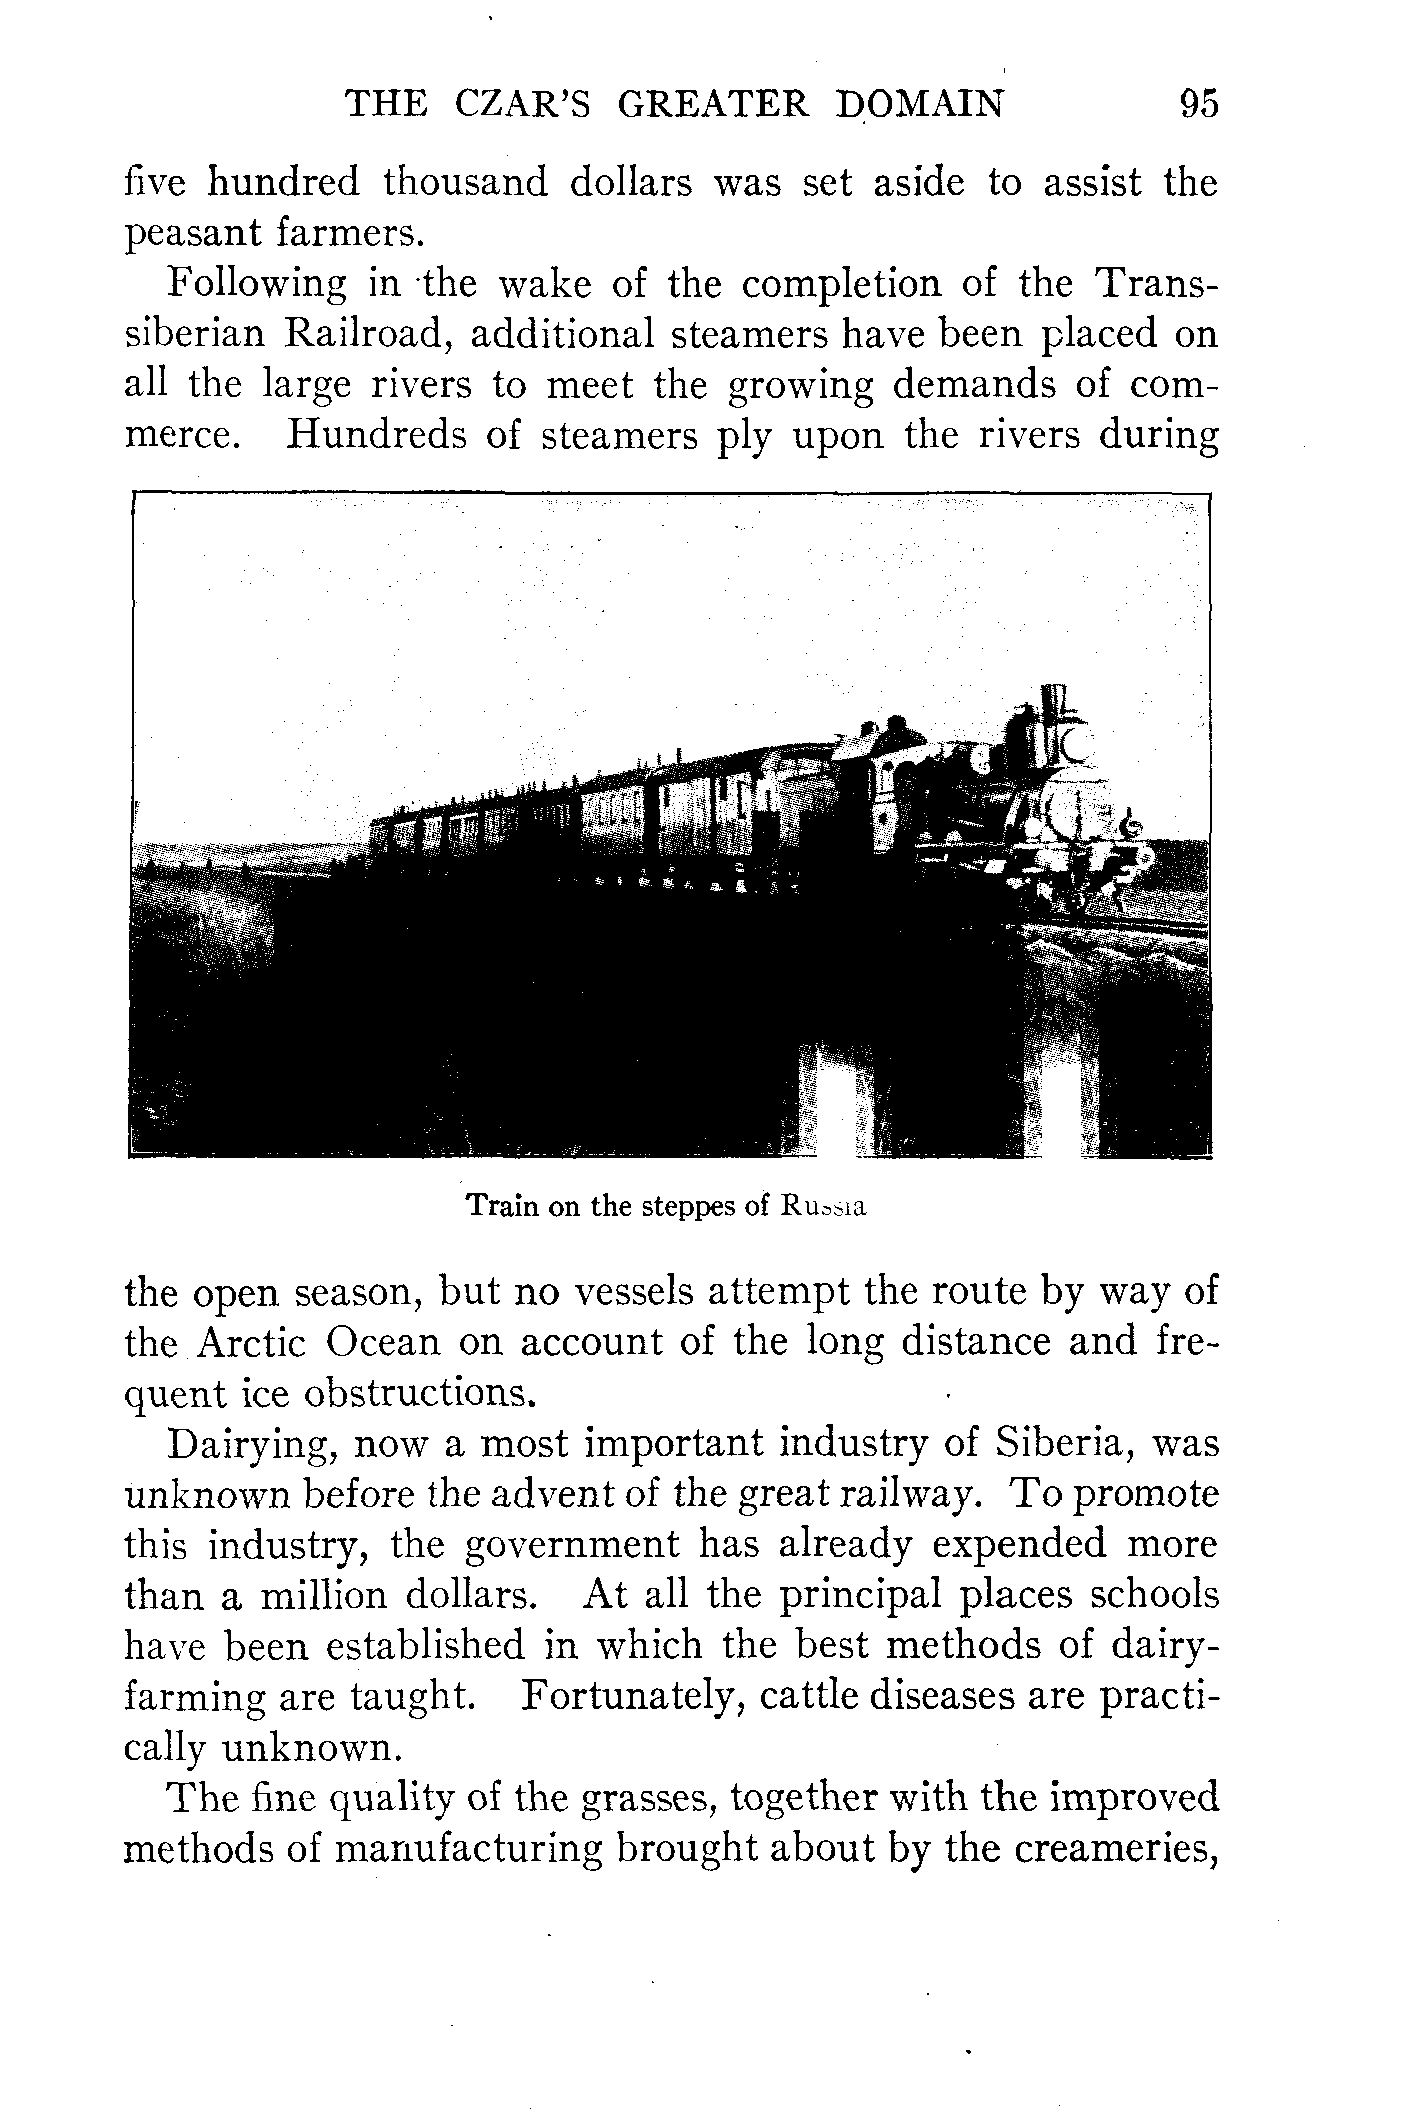 THE CZAR'S GREATER DOMAIN 95
five hundred thousand dollars was set aside to assist the
peasant farmers.
Following in the wake of the completion of the Trans-
siberian Railroad, additional steamers have been placed on
all the large rivers to meet the growing demands of com-
merce. Hundreds of steamers ply upon the rivers during
Train on the steppes of Russia
the open season, but no vessels attempt the route by way of
the Arctic Ocean on account of the long distance and fre-
quent ice obstructions.
Dairying, now a most important industry of Siberia, was
unknown before the advent of the great railway. To promote
this industry, the government has already expended more
than a million dollars. At all the principal places schools
have been established in which the best methods of dairy-
farming are taught. Fortunately, cattle diseases are practi-
cally unknown.
The fine quality of the grasses, together with the improved
methods of manufacturing brought about by the creameries,